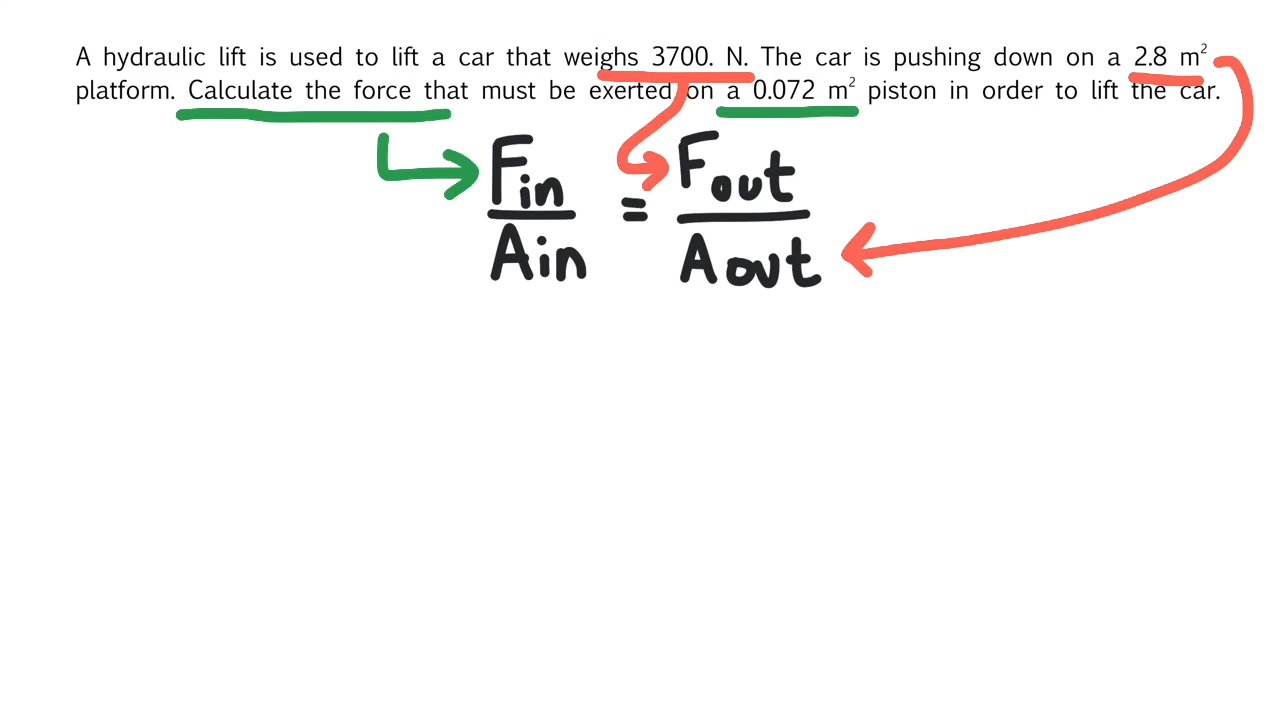 A hydraulic lift is used to lift a car that weighs 3700. N. The car is pushing down on a 2.8 m²
platform. Calculate the force that must be exerted on a 0.072 m² piston in order to lift the car.
Fin = Fout
Ain Aout